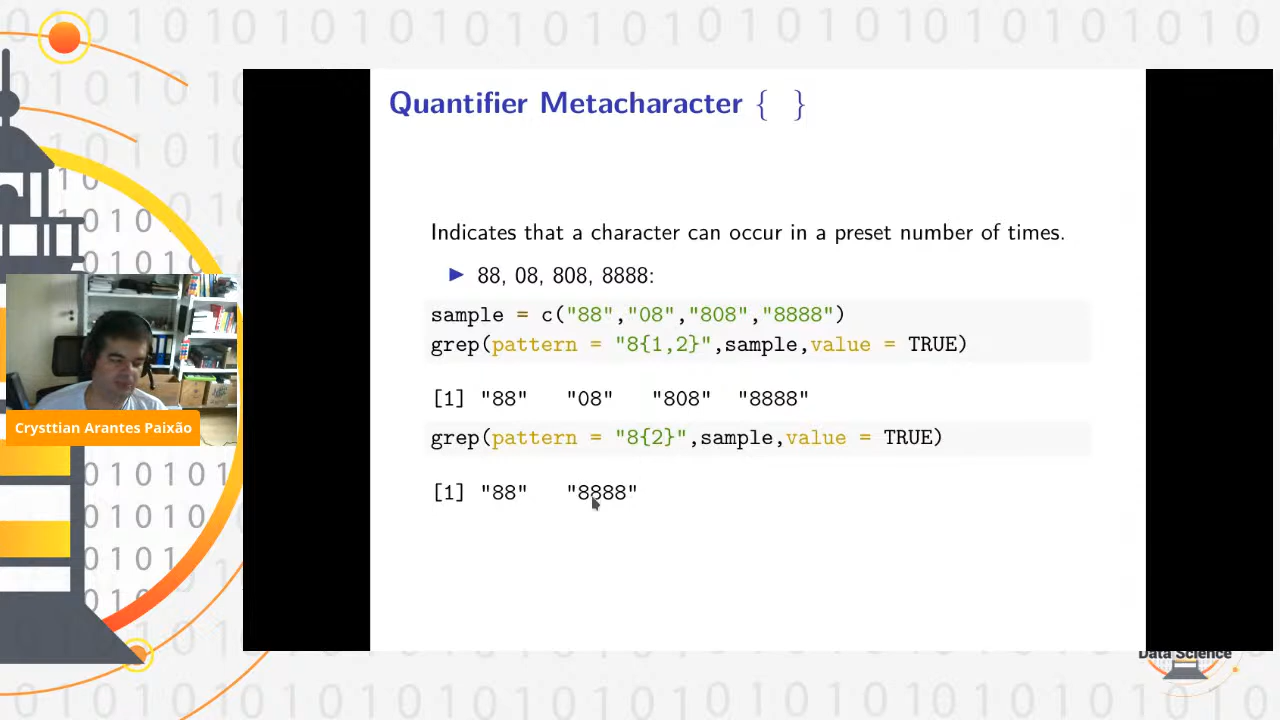 Quantifier Metacharacter { }
Indicates that a character can occur in a preset number of times.
▶ 88, 08, 808, 8888:
sample = c("88","08","808","8888")
grep(pattern = "8{1,2}",sample,value = TRUE)
[1] "88" "08" "808" "8888"
grep(pattern = "8{2}",sample,value = TRUE)
[1] "88" "8888"
Crysttian Arantes Paixão
Data Science